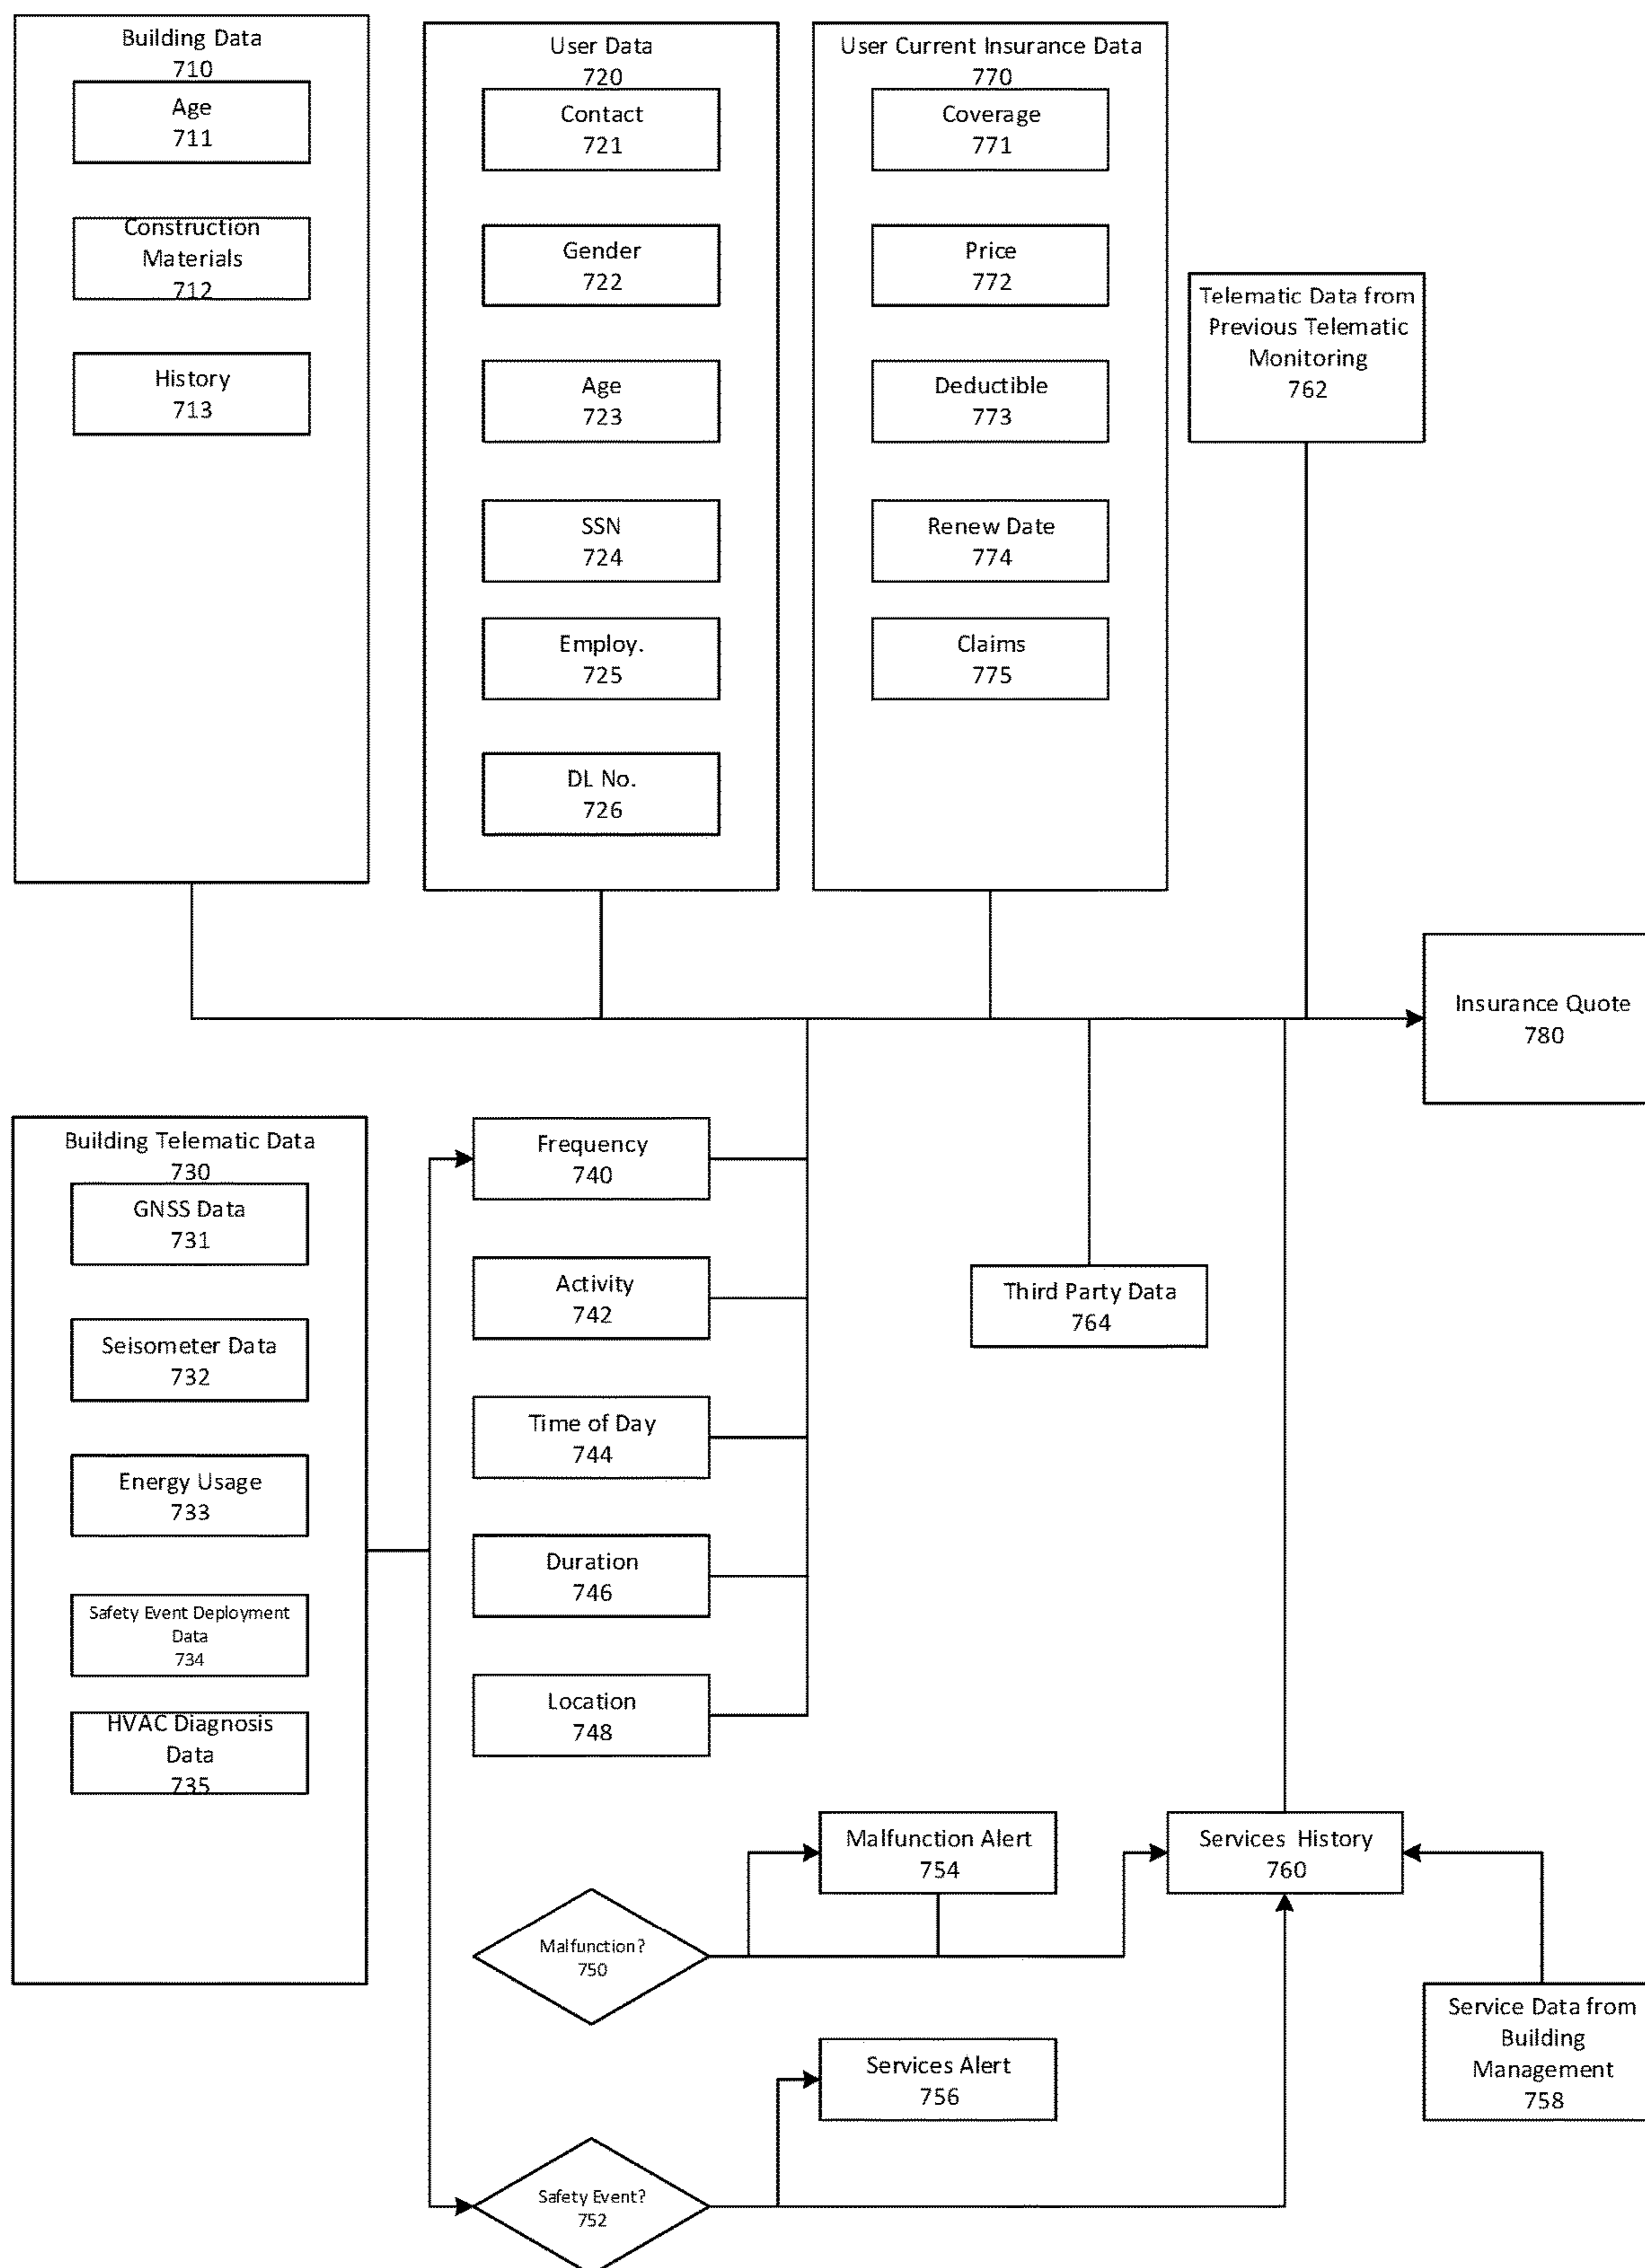 Building Data
710
Age
711
Construction
Materials
712
History
713
User Data
720
Contact
721
Gender
722
Age
723
SSN
724
Employ.
725
DL No.
726
User Current Insurance Data
770
Coverage
771
Price
772
Deductible
773
Renew Date
774
Claims
775
Telematic Data from
Previous Telematic
Monitoring
762
Insurance Quote
780
Building Telematic Data
730
GNSS Data
731
Seisometer Data
732
Energy Usage
733
Safety Event Deployment
Data
734
HVAC Diagnosis
Data
735
Frequency
740
Activity
742
Time of Day
744
Duration
746
Location
748
Third Party Data
764
Malfunction?
750
Malfunction Alert
754
Services History
760
Safety Event?
752
Services Alert
756
Service Data from
Building
Management
758